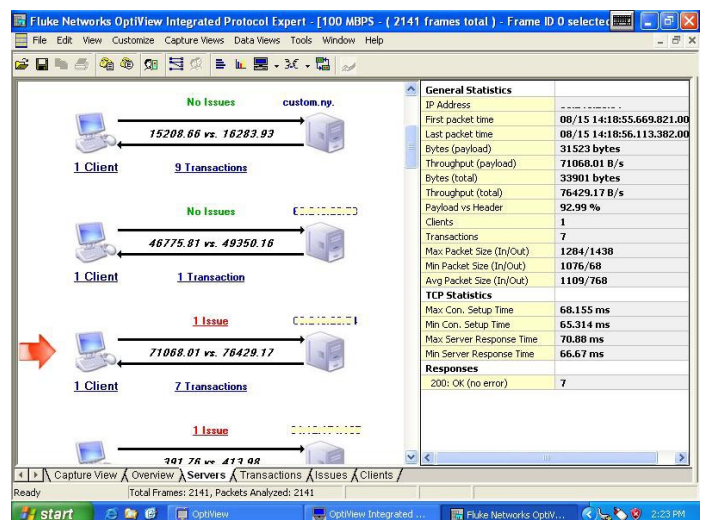 Fluke Networks OptiView Integrated Protocol Expert - [100 MBPS - ( 2141 frames total ) - Frame ID 0 selected
File Edit View Customize Capture Views Data Views Tools Window Help
No Issues custom.ny.
15208.66 vs. 16283.93
1 Client 9 Transactions
No Issues
46775.81 vs. 49350.16
1 Client 1 Transaction
1 Issue
71068.01 vs. 76429.17
1 Client 7 Transactions
1 Issue
391.76 vs. 413.98
General Statistics
IP Address
First packet time 08/15 14:18:55.669.821.00
Last packet time 08/15 14:18:56.113.382.00
Bytes (payload) 31523 bytes
Throughput (payload) 71068.01 B/s
Bytes (total) 33901 bytes
Throughput (total) 76429.17 B/s
Payload vs Header 92.99 %
Clients 1
Transactions 7
Max Packet Size (In/Out) 1284/1438
Min Packet Size (In/Out) 1076/68
Avg Packet Size (In/Out) 1109/768
TCP Statistics
Max Con. Setup Time 68.155 ms
Min Con. Setup Time 65.314 ms
Max Server Response Time 70.88 ms
Min Server Response Time 66.67 ms
Responses
200: OK (no error) 7
Capture View Overview Servers Transactions Issues Clients
Ready Total Frames: 2141, Packets Analyzed: 2141
start OptiView OptiView Integrated ... Fluke Networks OptiV... 2:23 PM